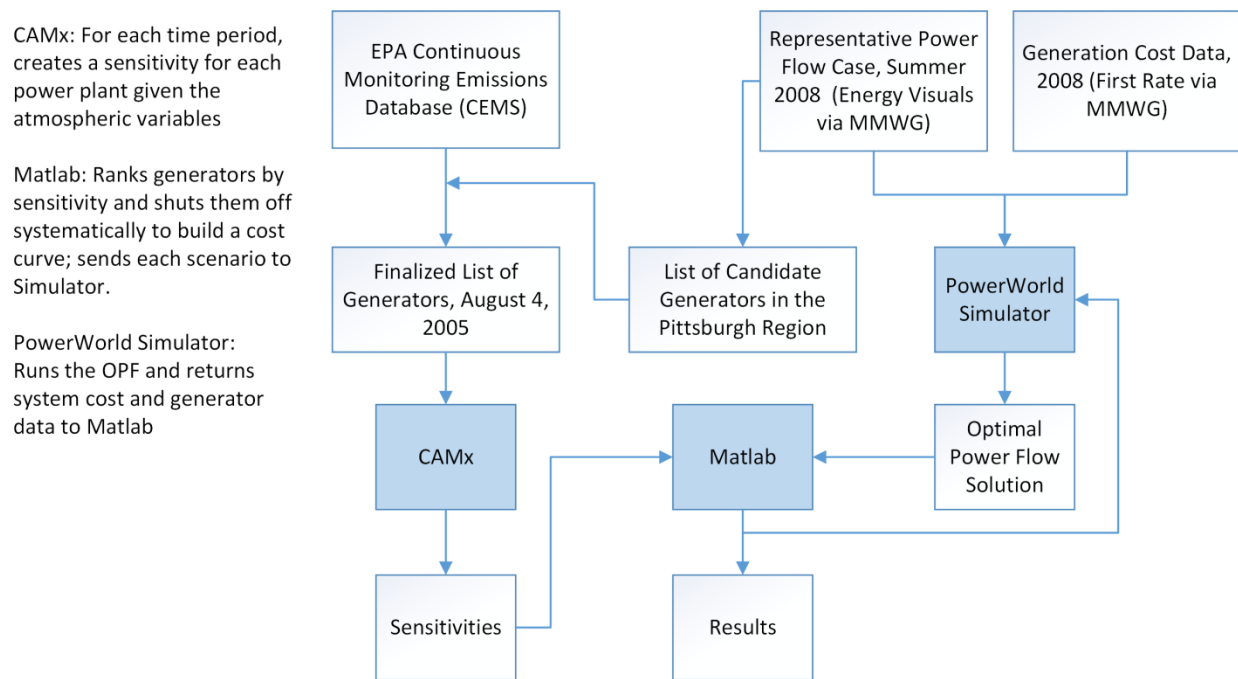 CAMx: For each time period,
creates a sensitivity for each
power plant given the
atmospheric variables
Matlab: Ranks generators by
sensitivity and shuts them off
systematically to build a cost
curve; sends each scenario to
Simulator.
PowerWorld Simulator:
Runs the OPF and returns
system cost and generator
data to Matlab
EPA Continuous
Monitoring Emissions
Database (CEMS)
Representative Power
Flow Case, Summer
2008 (Energy Visuals
via MMWG)
Generation Cost Data,
2008 (First Rate via
MMWG)
Finalized List of
Generators, August 4,
2005
List of Candidate
Generators in the
Pittsburgh Region
PowerWorld
Simulator
CAMx
Matlab
Optimal
Power Flow
Solution
Sensitivities
Results